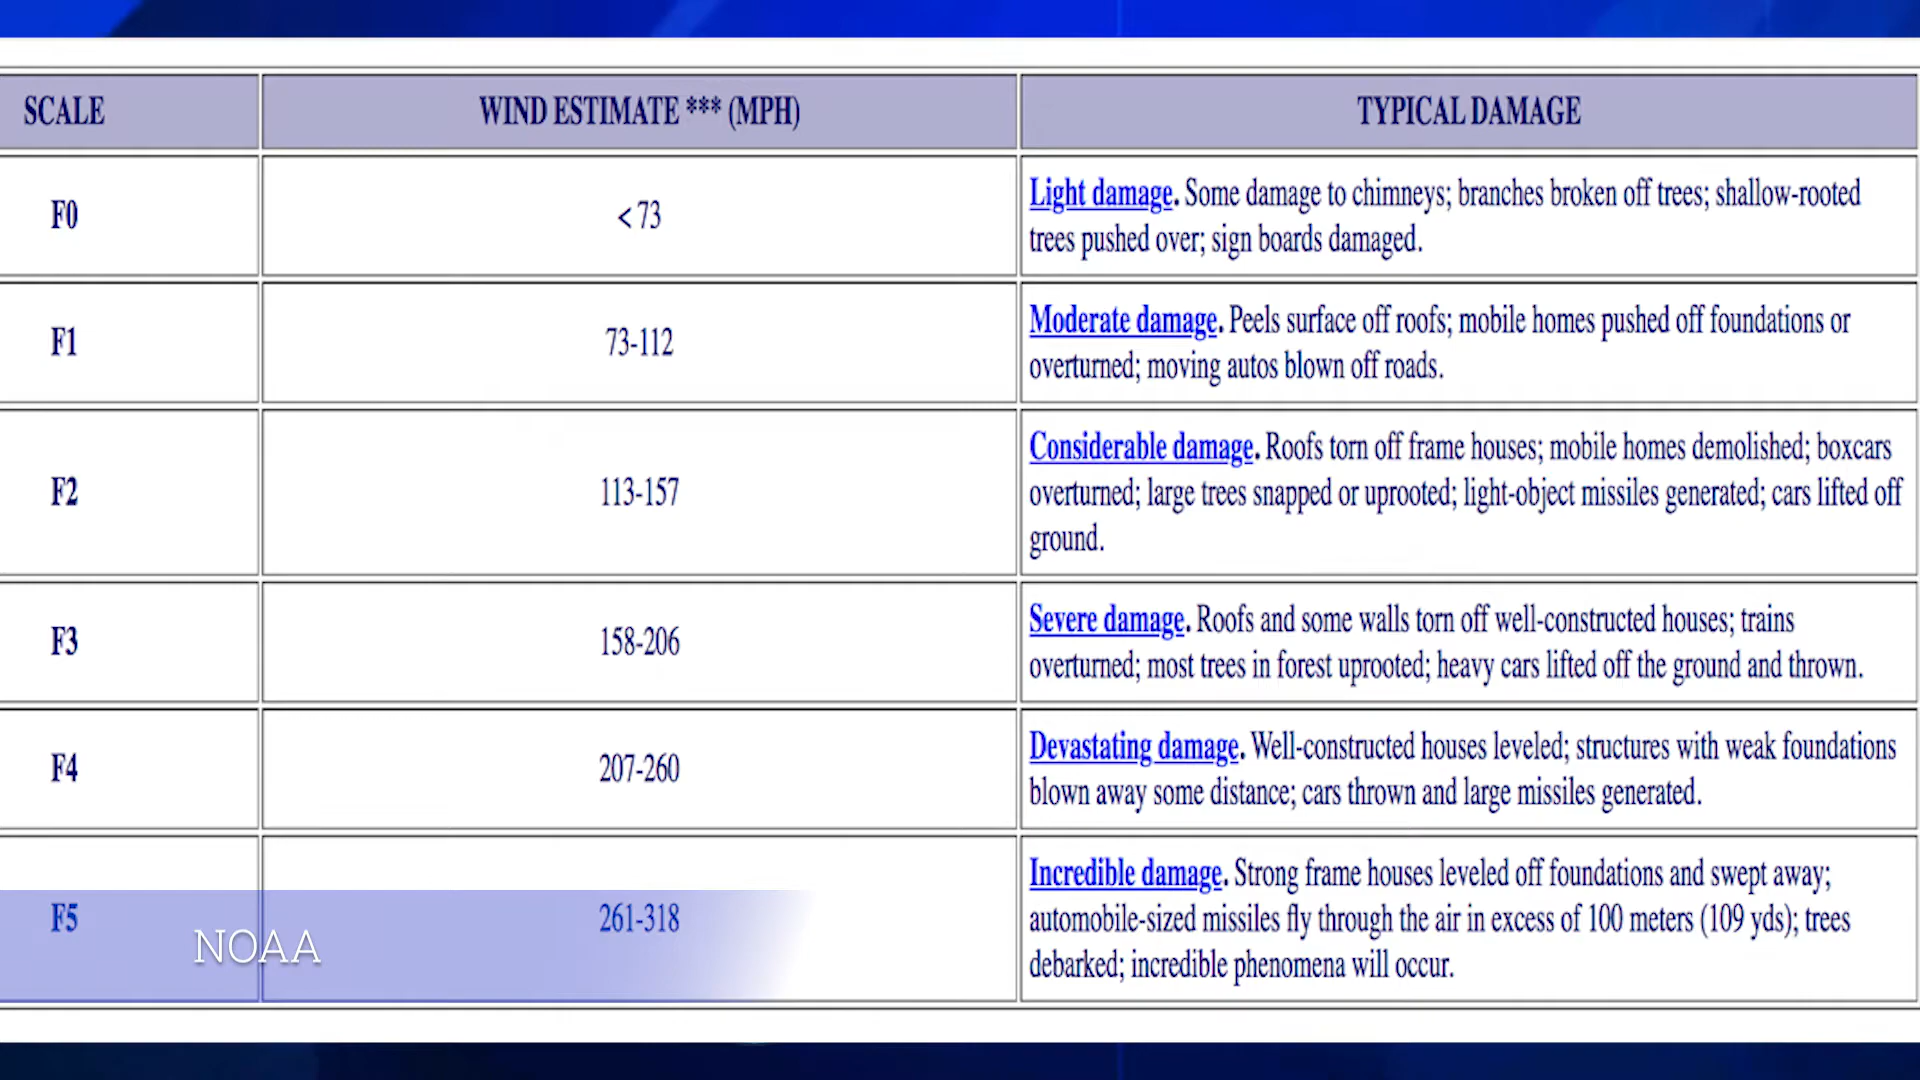 SCALE WIND ESTIMATE *** (MPH) TYPICAL DAMAGE
F0 < 73 Light damage. Some damage to chimneys; branches broken off trees; shallow-rooted
trees pushed over; sign boards damaged.
F1 73-112 Moderate damage. Peels surface off roofs; mobile homes pushed off foundations or
overturned; moving autos blown off roads.
F2 113-157 Considerable damage. Roofs torn off frame houses; mobile homes demolished; boxcars
overturned; large trees snapped or uprooted; light-object missiles generated; cars lifted off
ground.
F3 158-206 Severe damage. Roofs and some walls torn off well-constructed houses; trains
overturned; most trees in forest uprooted; heavy cars lifted off the ground and thrown.
F4 207-260 Devastating damage. Well-constructed houses leveled; structures with weak foundations
blown away some distance; cars thrown and large missiles generated.
F5 261-318 Incredible damage. Strong frame houses leveled off foundations and swept away;
automobile-sized missiles fly through the air in excess of 100 meters (109 yds); trees
debarked; incredible phenomena will occur.
NOAA